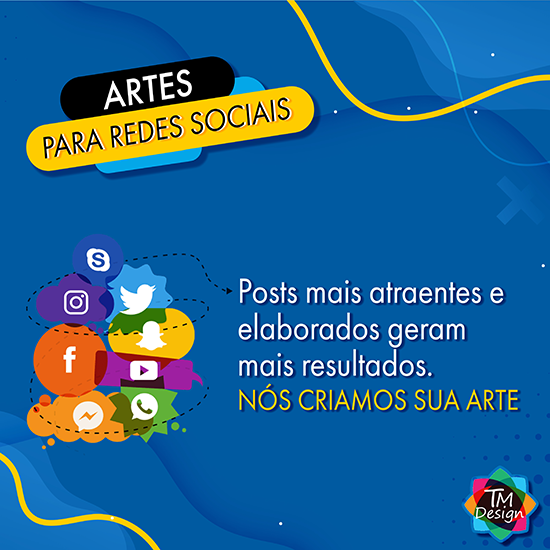 ARTES
PARA REDES SOCIAIS
Posts mais atraentes e
elaborados geram
mais resultados.
NÓS CRIAMOS SUA ARTE
TM
Design